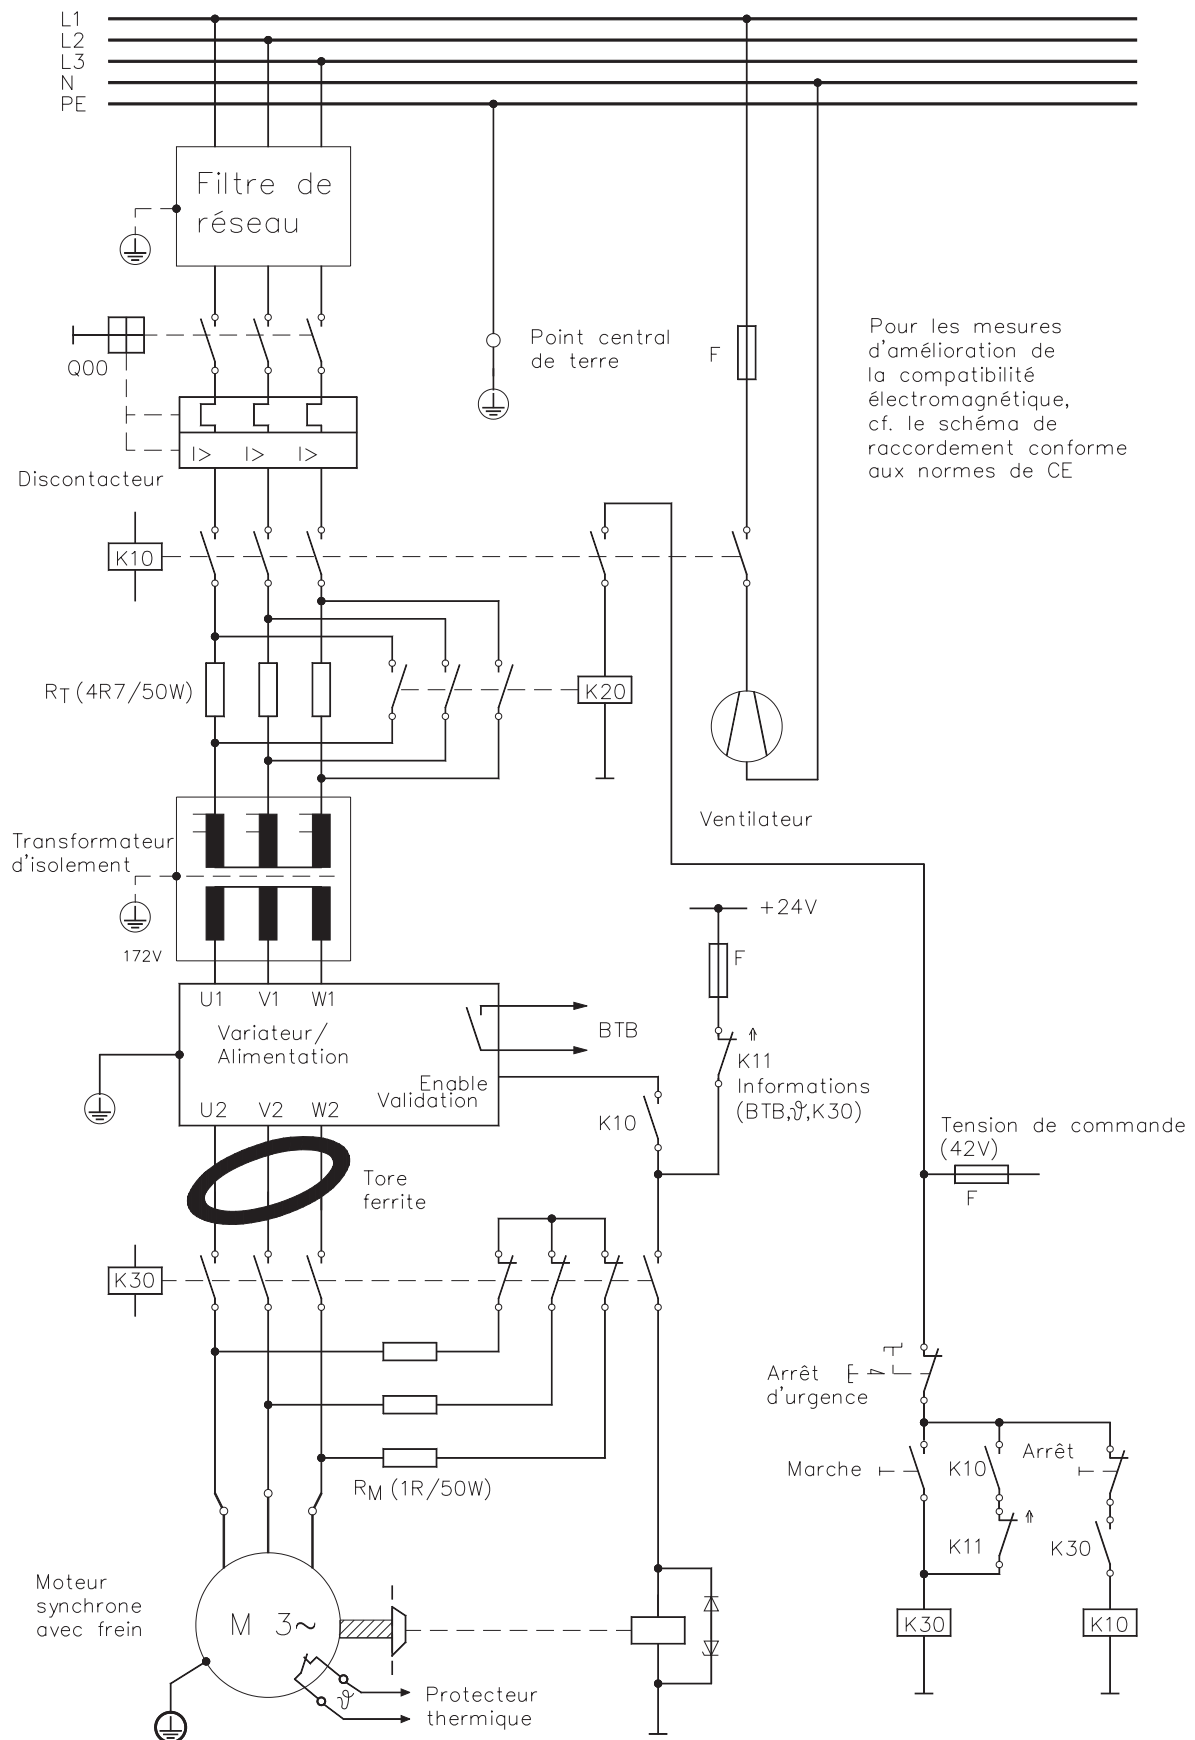 L1
L2
L3
N
PE
Filtre de
réseau
Q00
Point central
de terre
F
Pour les mesures
d'amélioration de
la compatibilité
électromagnétique,
cf. le schéma de
raccordement conforme
aux normes de CE
I> I> I>
Discontacteur
K10
RT (4R7/50W)
K20
Ventilateur
Transformateur
d'isolement
172V
+24V
F
U1 V1 W1
Variateur/
Alimentation
BTB
K11
Informations
(BTB,ϑ,K30)
Enable
Validation
U2 V2 W2
K10
Tension de commande
(42V)
F
Tore
ferrite
K30
Arrêt
d'urgence
RM (1R/50W)
Marche
K10
Arrêt
K11
K30
Moteur
synchrone
avec frein
M 3~
K30
K10
ϑ
Protecteur
thermique